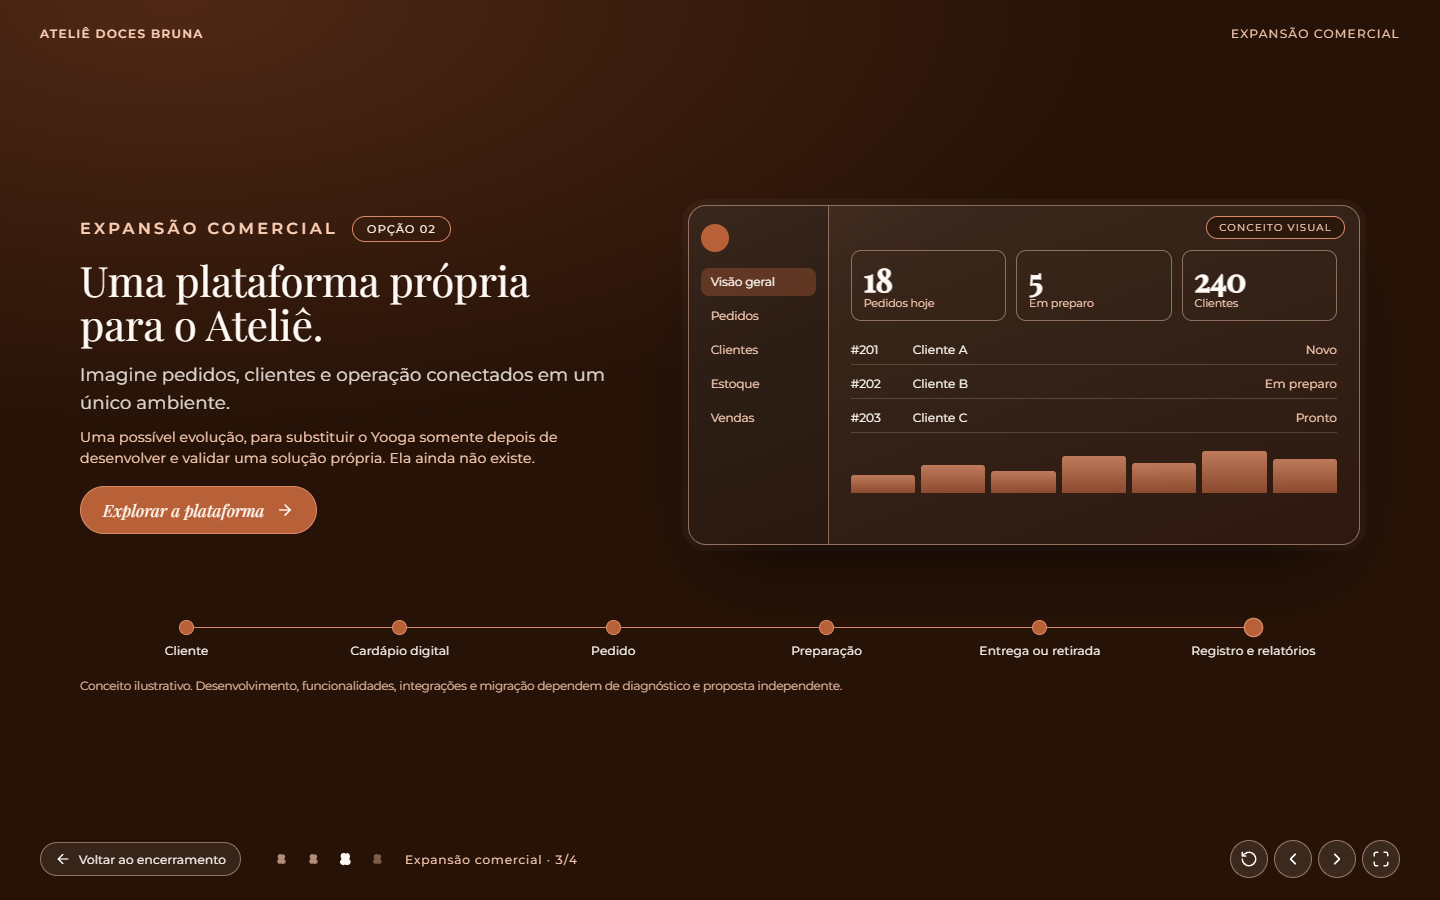 ATELIÊ DOCES BRUNA
EXPANSÃO COMERCIAL
EXPANSÃO COMERCIAL
OPÇÃO 02
Uma plataforma própria
para o Ateliê.
Imagine pedidos, clientes e operação conectados em um
único ambiente.
Uma possível evolução, para substituir o Yooga somente depois de
desenvolver e validar uma solução própria. Ela ainda não existe.
Explorar a plataforma
CONCEITO VISUAL
Visão geral
Pedidos
Clientes
Estoque
Vendas
18
Pedidos hoje
5
Em preparo
240
Clientes
#201 Cliente A Novo
#202 Cliente B Em preparo
#203 Cliente C Pronto
Cliente
Cardápio digital
Pedido
Preparação
Entrega ou retirada
Registro e relatórios
Conceito ilustrativo. Desenvolvimento, funcionalidades, integrações e migração dependem de diagnóstico e proposta independente.
Voltar ao encerramento
Expansão comercial · 3/4